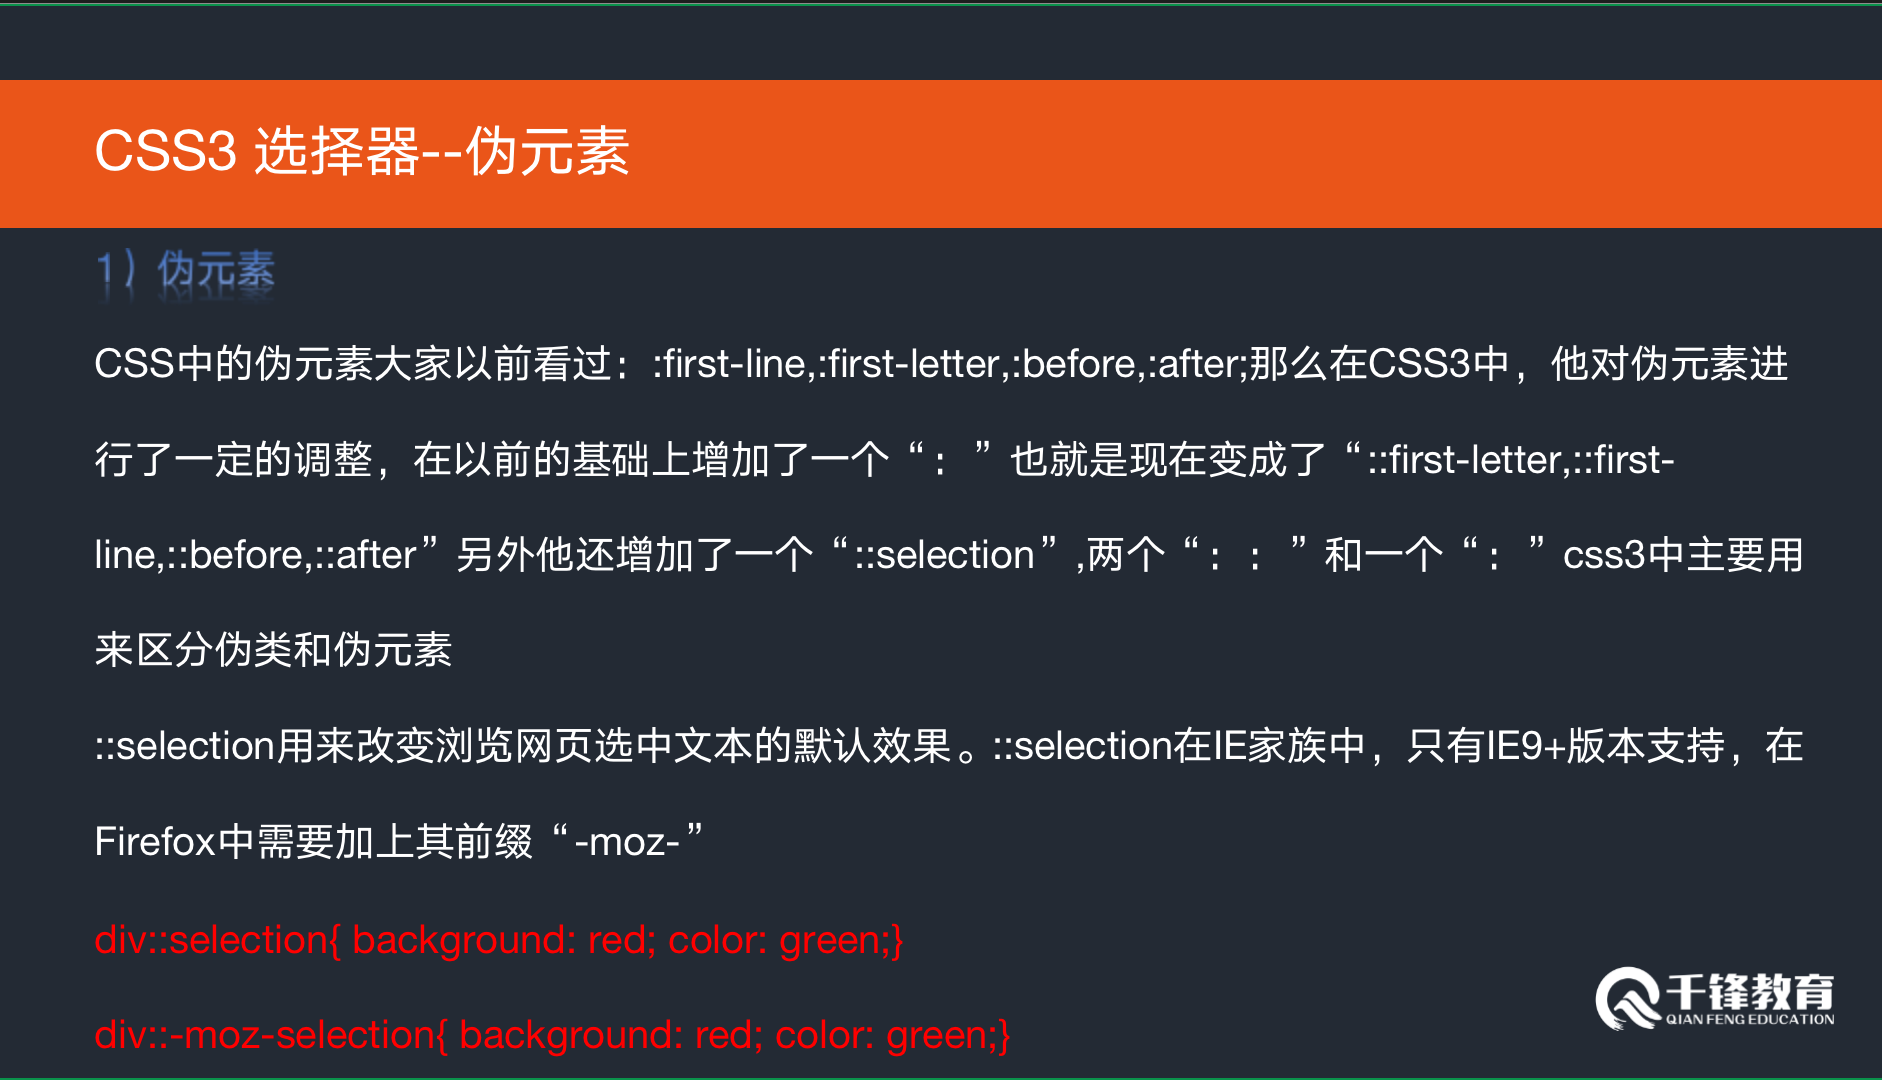 CSS3 选择器--伪元素
1）伪元素
CSS中的伪元素大家以前看过：:first-line,:first-letter,:before,:after;那么在CSS3中，他对伪元素进
行了一定的调整，在以前的基础上增加了一个“：”也就是现在变成了“::first-letter,::first-
line,::before,::after”另外他还增加了一个“::selection”,两个“：：”和一个“：”css3中主要用
来区分伪类和伪元素
::selection用来改变浏览网页选中文本的默认效果。::selection在IE家族中，只有IE9+版本支持，在
Firefox中需要加上其前缀“-moz-”
div::selection{ background: red; color: green;}
div::-moz-selection{ background: red; color: green;}
千锋教育
QIAN FENG EDUCATION